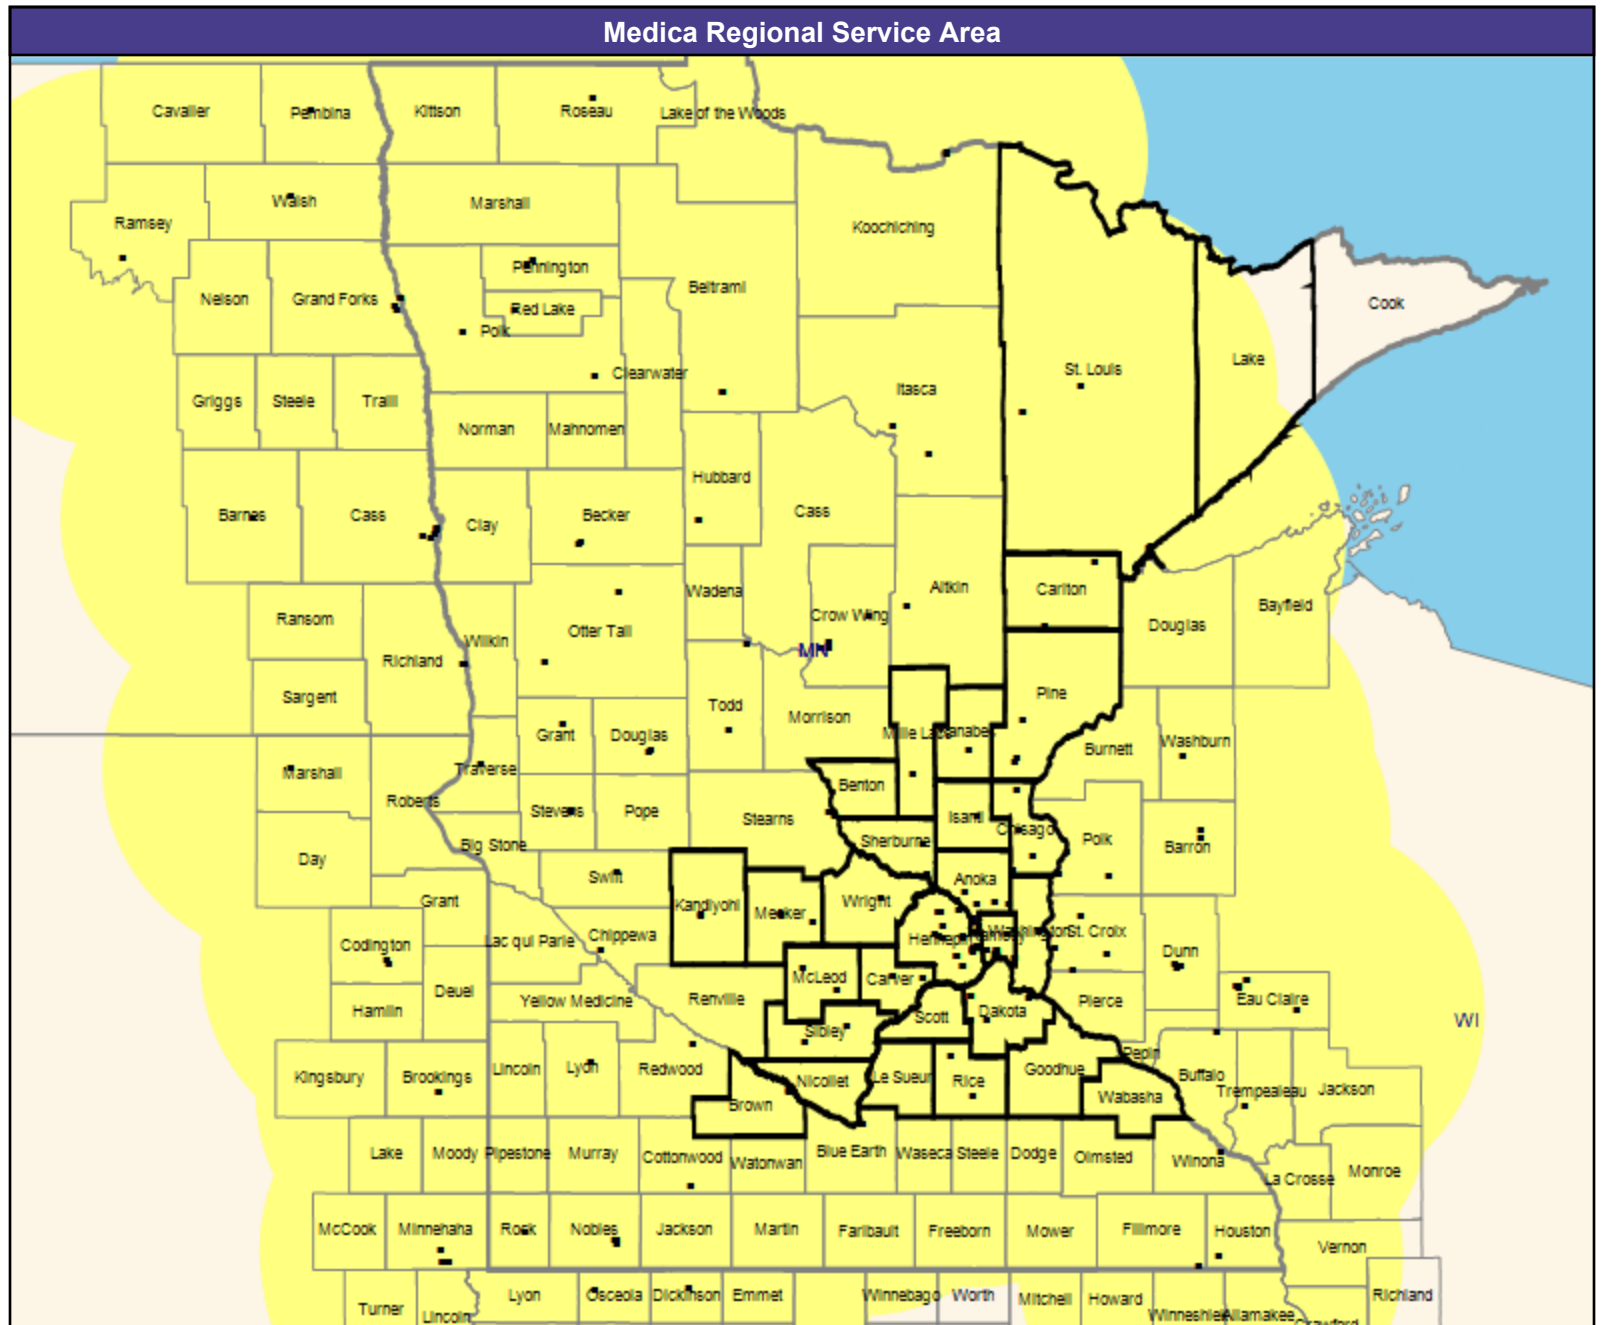 Medica Regional Service Area
Cavalier
Pembina
Kittson
Roseau
Lake of the Woods
Walsh
Marshall
Ramsey
Koochiching
Pennington
Beltrami
Nelson
Grand Forks
Red Lake
Cook
Polk
Lake
St. Louis
Clearwater
Itasca
Griggs
Steele
Traill
Norman
Mahnomen
Hubbard
Cass
Barnes
Cass
Clay
Becker
Wadena
Aitkin
Carlton
Bayfield
Crow Wing
Douglas
Ransom
Otter Tail
Wilkin
MN
Richland
Pine
Sargent
Todd
Morrison
Grant
Douglas
Mille Lacs
Kanabec
Burnett
Washburn
Marshall
Traverse
Benton
Roberts
Stevens
Pope
Stearns
Isanti
Chisago
Polk
Barron
Sherburne
Big Stone
Day
Swift
Anoka
Grant
Kandiyohi
Meeker
Wright
Codington
Lac qui Parle
Chippewa
Hennepin
Ramsey
Washington
St. Croix
Dunn
McLeod
Carver
Deuel
Yellow Medicine
Renville
Pierce
Eau Claire
Hamlin
Scott
Dakota
WI
Sibley
Pepin
Kingsbury
Brookings
Lincoln
Lyon
Redwood
Nicollet
Le Sueur
Rice
Goodhue
Buffalo
Trempealeau
Jackson
Brown
Wabasha
Lake
Moody
Pipestone
Murray
Cottonwood
Watonwan
Blue Earth
Waseca
Steele
Dodge
Olmsted
Winona
La Crosse
Monroe
McCook
Minnehaha
Rock
Nobles
Jackson
Martin
Faribault
Freeborn
Mower
Fillmore
Houston
Vernon
Turner
Lincoln
Lyon
Osceola
Dickinson
Emmet
Winnebago
Worth
Mitchell
Howard
Winneshiek
Allamakee
Crawford
Richland